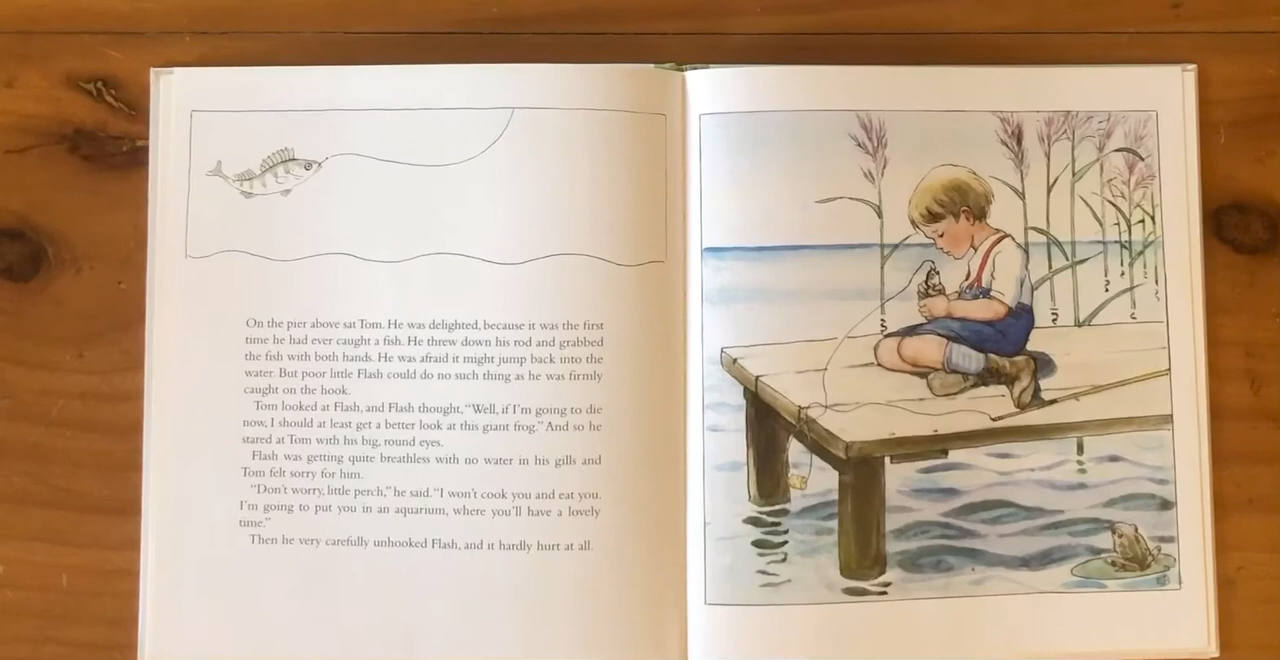 On the pier above sat Tom. He was delighted, because it was the first
time he had ever caught a fish. He threw down his rod and grabbed
the fish with both hands. He was afraid it might jump back into the
water. But poor little Flash could do no such thing as he was firmly
caught on the hook.
Tom looked at Flash, and Flash thought, “Well, if I’m going to die
now, I should at least get a better look at this giant frog.” And so he
stared at Tom with his big, round eyes.
Flash was getting quite breathless with no water in his gills and
Tom felt sorry for him.
“Don’t worry, little perch,” he said. “I won’t cook you and eat you.
I’m going to put you in an aquarium, where you’ll have a lovely
time.”
Then he very carefully unhooked Flash, and it hardly hurt at all.